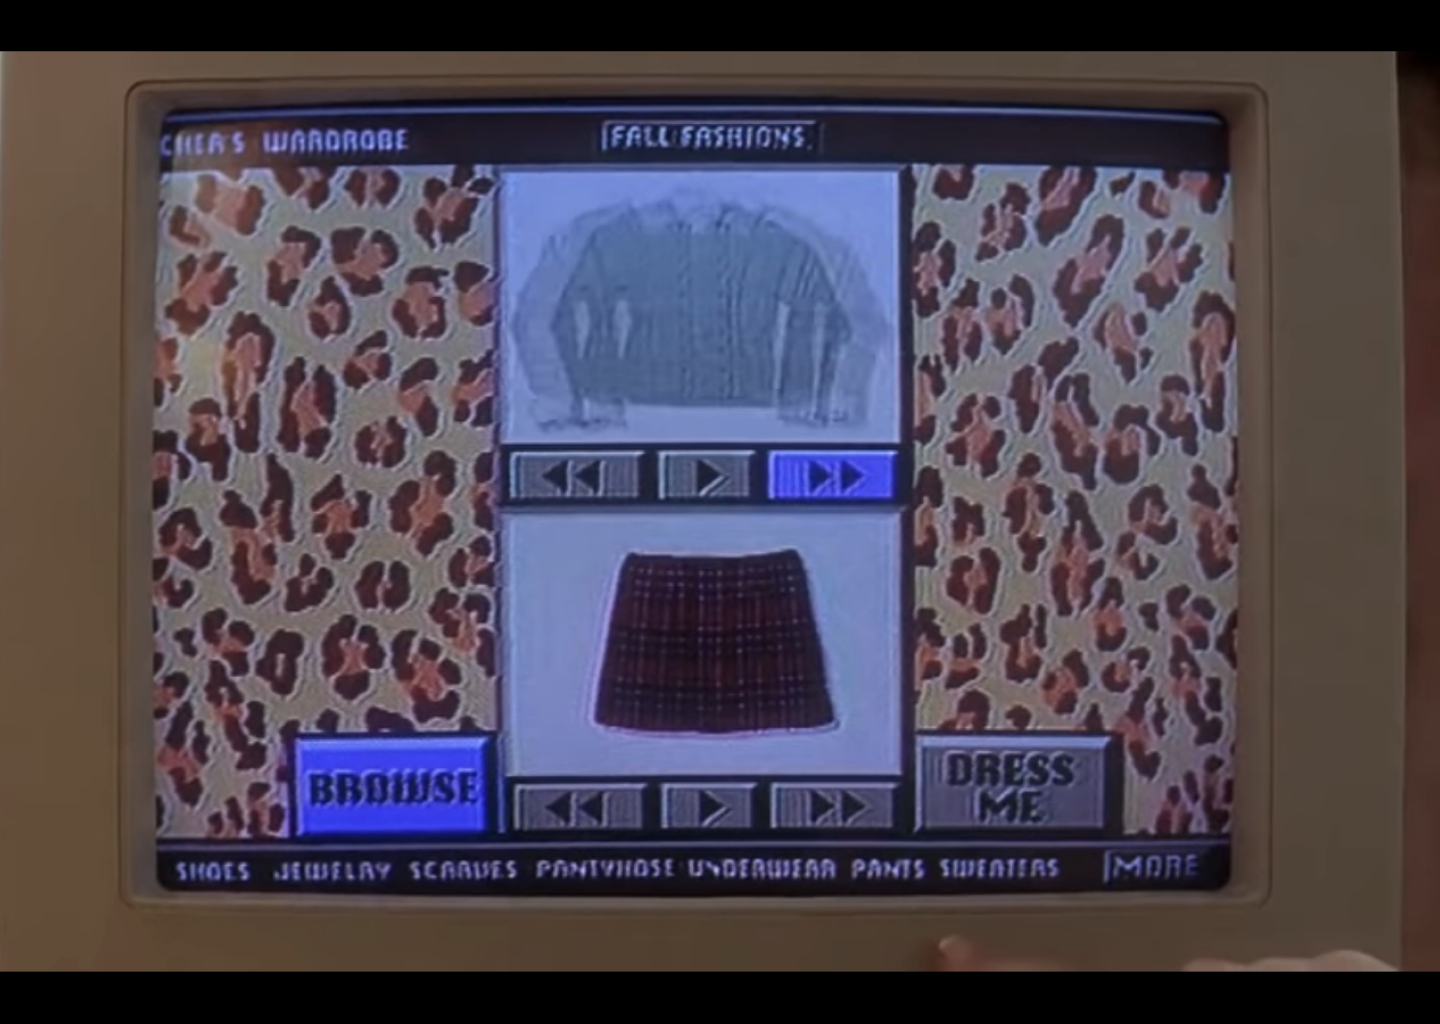 CHER'S WARDROBE
FALL FASHIONS
BROWSE
DRESS
ME
SHOES JEWELRY SCARVES PANTYHOSE UNDERWEAR PANTS SWEATERS MORE